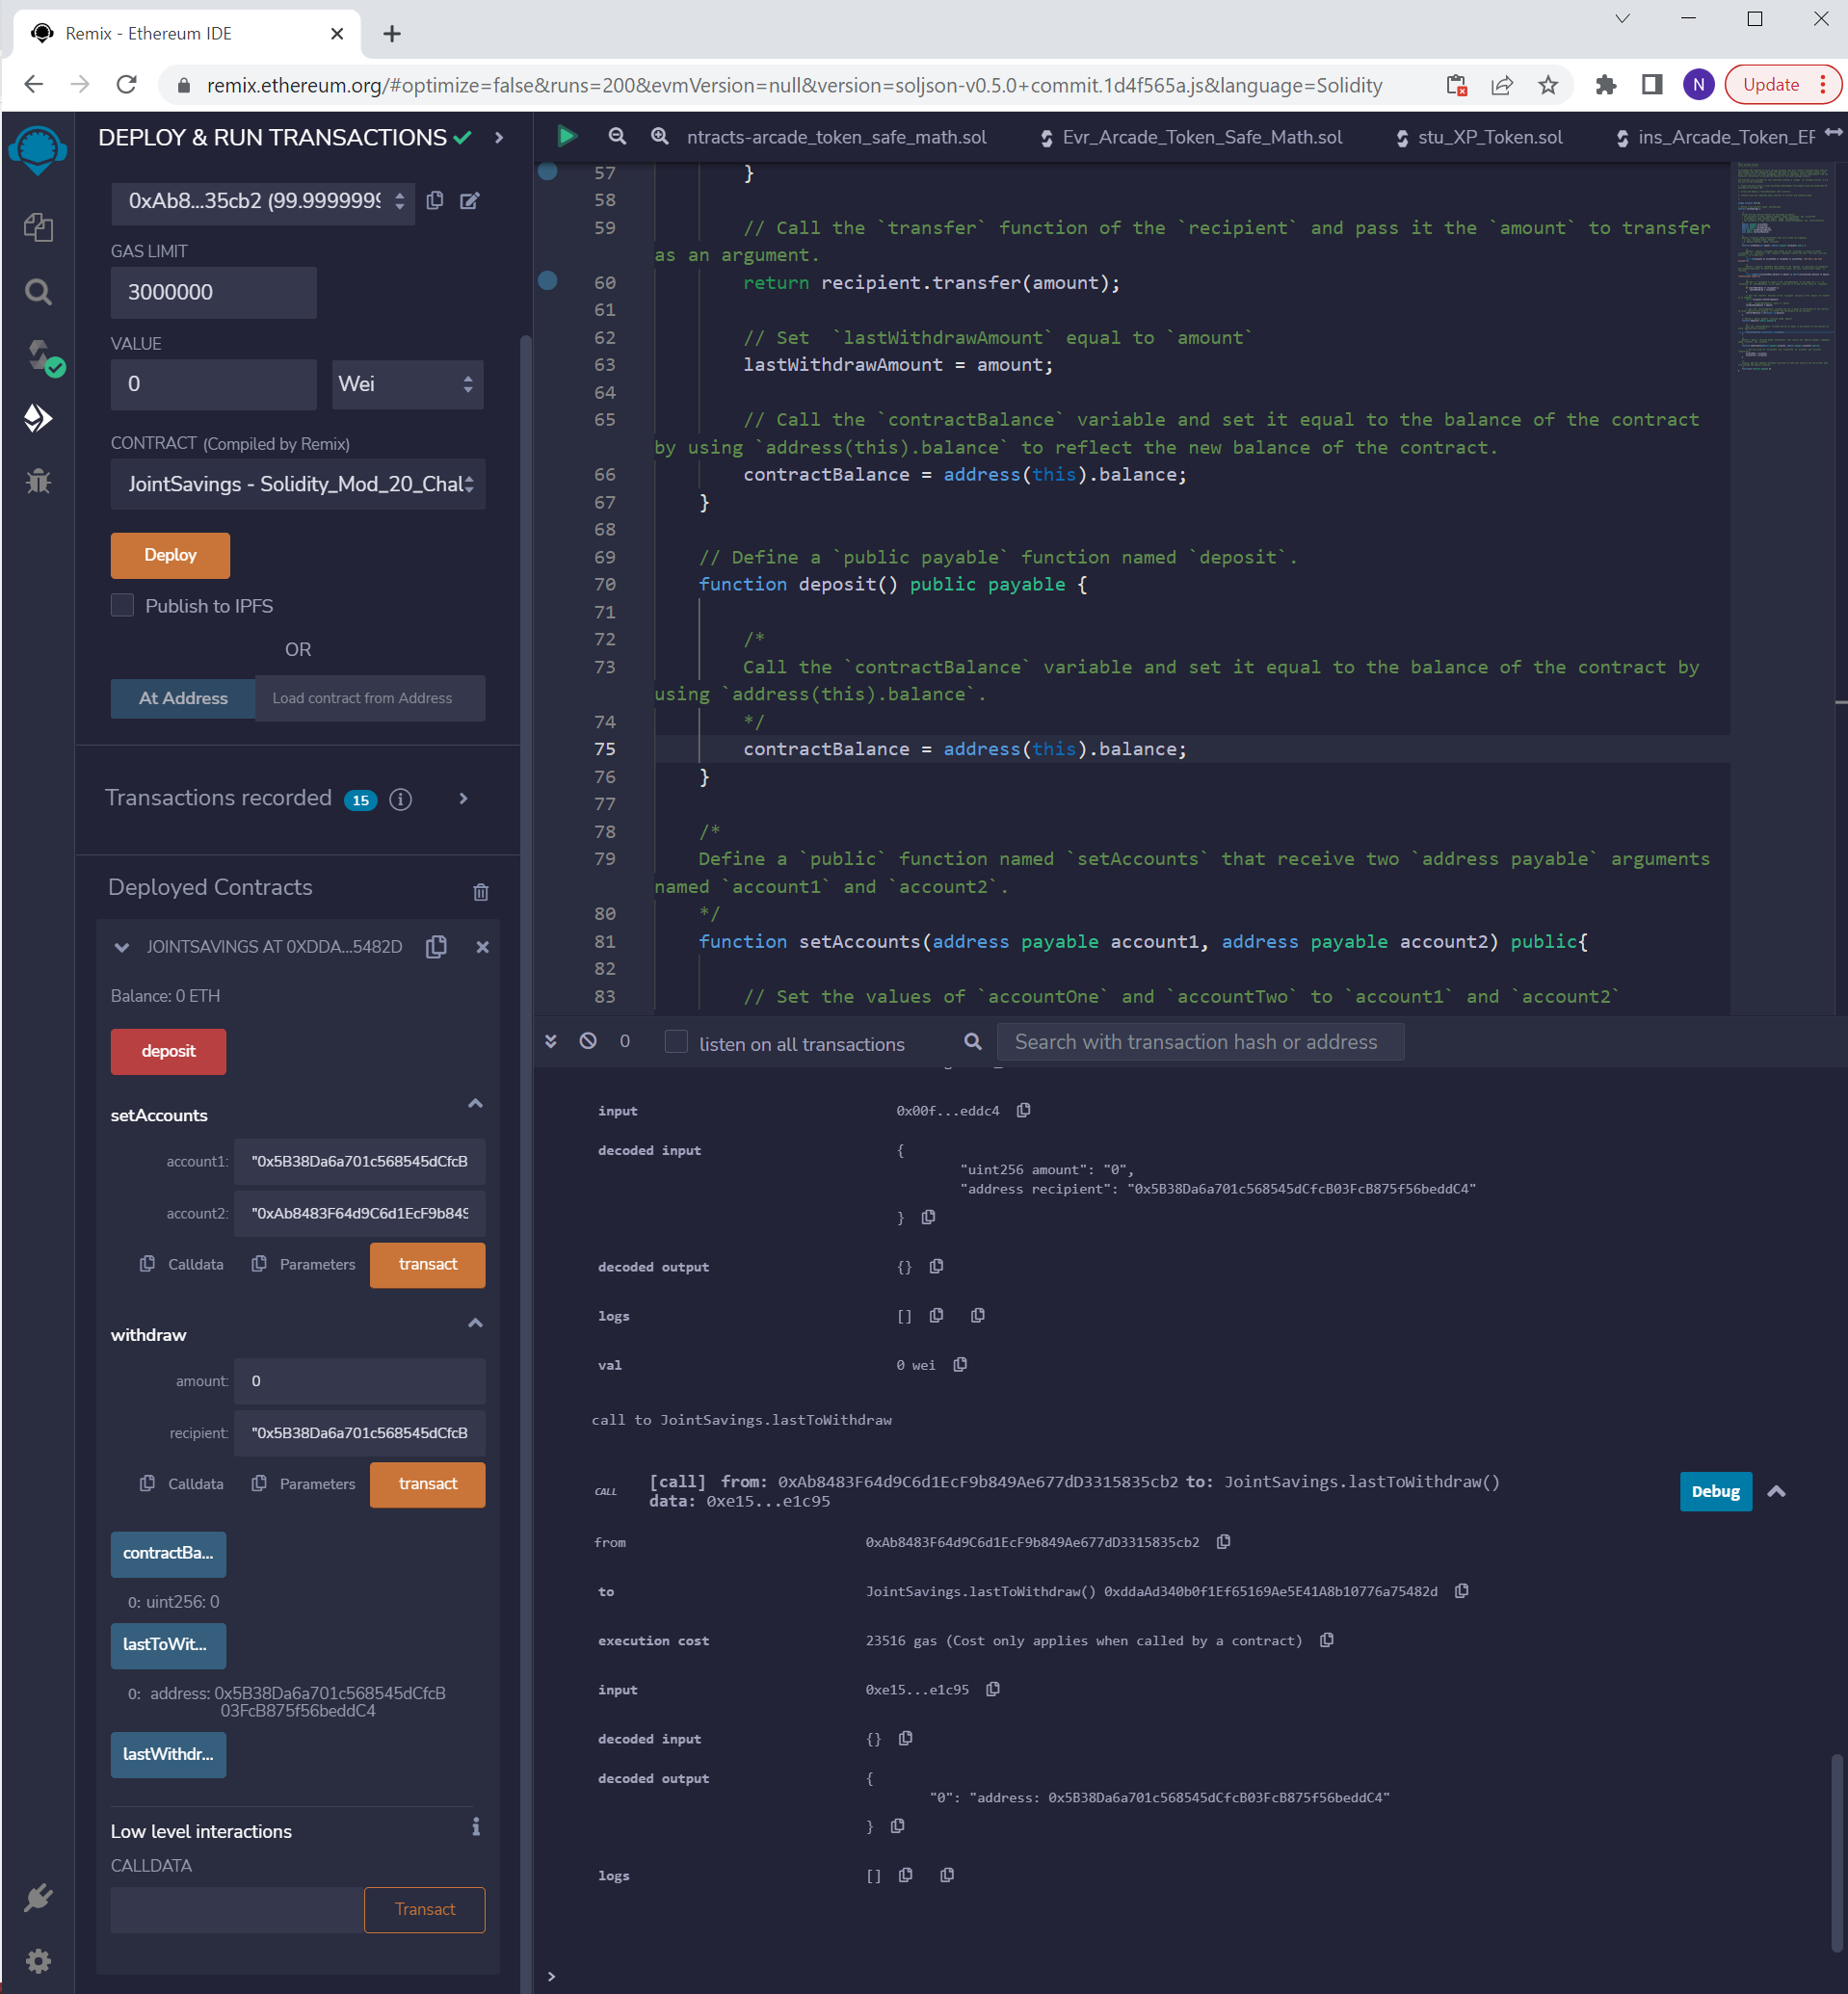 Remix - Ethereum IDE
remix.ethereum.org/#optimize=false&runs=200&evmVersion=null&version=soljson-v0.5.0+commit.1d4f565a.js&language=Solidity
N
Update
DEPLOY & RUN TRANSACTIONS
0xAb8...35cb2 (99.9999999
GAS LIMIT
3000000
VALUE
0
Wei
CONTRACT (Compiled by Remix)
JointSavings - Solidity_Mod_20_Chal
Deploy
Publish to IPFS
OR
At Address
Load contract from Address
Transactions recorded 15
Deployed Contracts
JOINTSAVINGS AT 0XDDA...5482D
Balance: 0 ETH
deposit
setAccounts
account1: "0x5B38Da6a701c568545dCfcB
account2: "0xAb8483F64d9C6d1EcF9b849
Calldata
Parameters
transact
withdraw
amount: 0
recipient: "0x5B38Da6a701c568545dCfcB
Calldata
Parameters
transact
contractBa...
0: uint256: 0
lastToWit...
0: address: 0x5B38Da6a701c568545dCfcB
03FcB875f56beddC4
lastWithdr...
Low level interactions
CALLDATA
Transact
ntracts-arcade_token_safe_math.sol
Evr_Arcade_Token_Safe_Math.sol
stu_XP_Token.sol
ins_Arcade_Token_EF
57 }
58
59 // Call the `transfer` function of the `recipient` and pass it the `amount` to transfer
as an argument.
60 return recipient.transfer(amount);
61
62 // Set  `lastWithdrawAmount` equal to `amount`
63 lastWithdrawAmount = amount;
64
65 // Call the `contractBalance` variable and set it equal to the balance of the contract
by using `address(this).balance` to reflect the new balance of the contract.
66 contractBalance = address(this).balance;
67 }
68
69 // Define a `public payable` function named `deposit`.
70 function deposit() public payable {
71
72 /*
73 Call the `contractBalance` variable and set it equal to the balance of the contract by
using `address(this).balance`.
74 */
75 contractBalance = address(this).balance;
76 }
77
78 /*
79 Define a `public` function named `setAccounts` that receive two `address payable` arguments
named `account1` and `account2`.
80 */
81 function setAccounts(address payable account1, address payable account2) public{
82
83 // Set the values of `accountOne` and `accountTwo` to `account1` and `account2`
0
listen on all transactions
Search with transaction hash or address
input 0x00f...eddc4
decoded input {
"uint256 amount": "0",
"address recipient": "0x5B38Da6a701c568545dCfcB03FcB875f56beddC4"
}
decoded output {}
logs []
val 0 wei
call to JointSavings.lastToWithdraw
CALL [call] from: 0xAb8483F64d9C6d1EcF9b849Ae677dD3315835cb2 to: JointSavings.lastToWithdraw()
data: 0xe15...e1c95
Debug
from 0xAb8483F64d9C6d1EcF9b849Ae677dD3315835cb2
to JointSavings.lastToWithdraw() 0xddaAd340b0f1Ef65169Ae5E41A8b10776a75482d
execution cost 23516 gas (Cost only applies when called by a contract)
input 0xe15...e1c95
decoded input {}
decoded output {
"0": "address: 0x5B38Da6a701c568545dCfcB03FcB875f56beddC4"
}
logs []
>